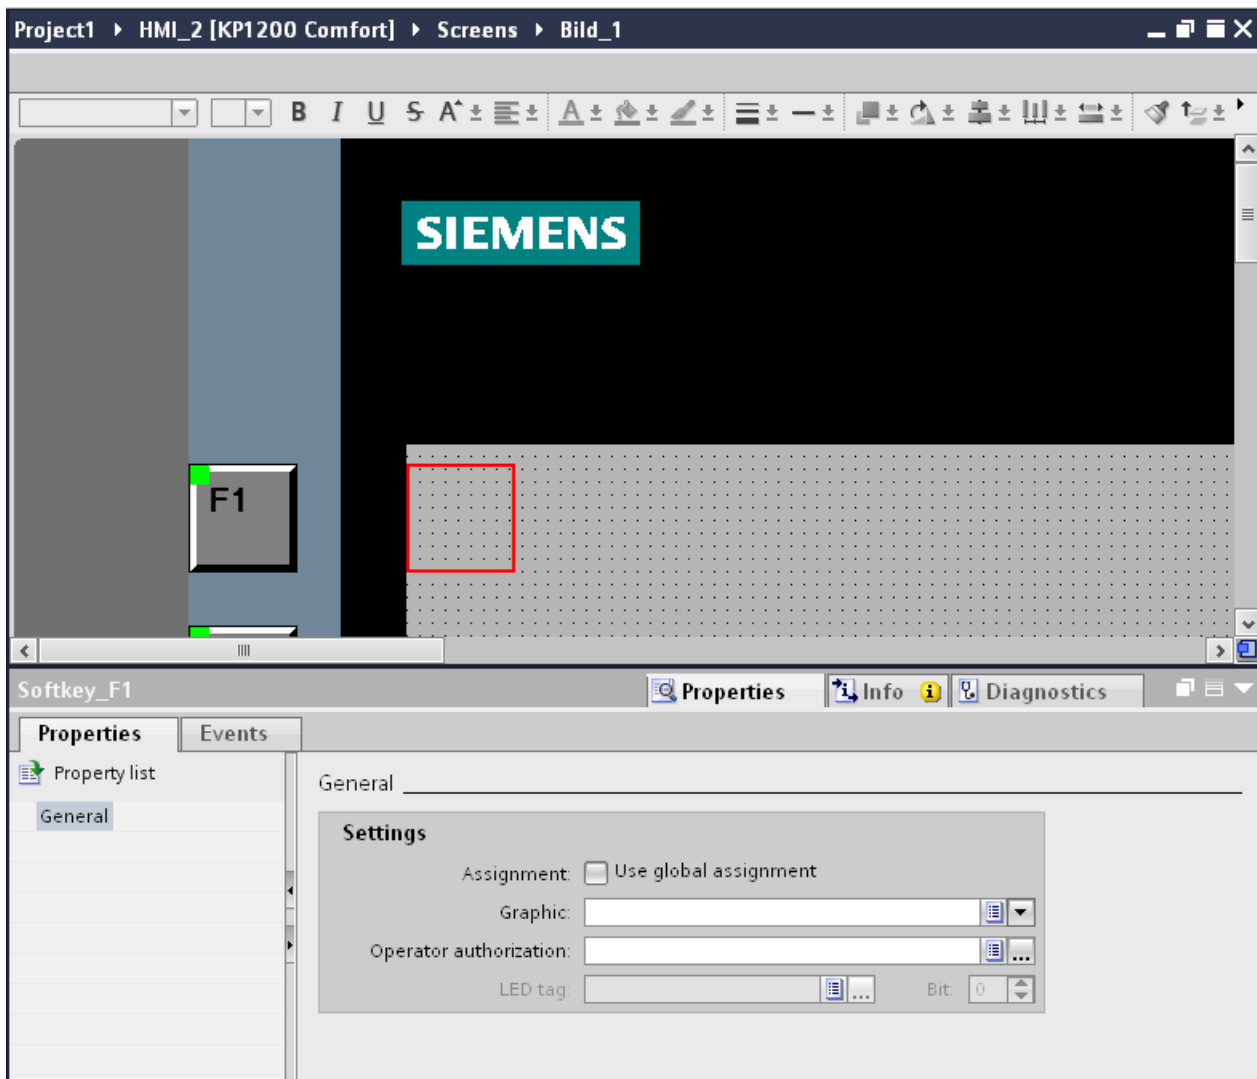 Project1 ▸ HMI_2 [KP1200 Comfort] ▸ Screens ▸ Bild_1
B I U S A A
SIEMENS
F1
Softkey_F1 Properties Info Diagnostics
Properties Events
Property list
General
General
Settings
Assignment: Use global assignment
Graphic:
Operator authorization: ...
LED tag: ... Bit: 0